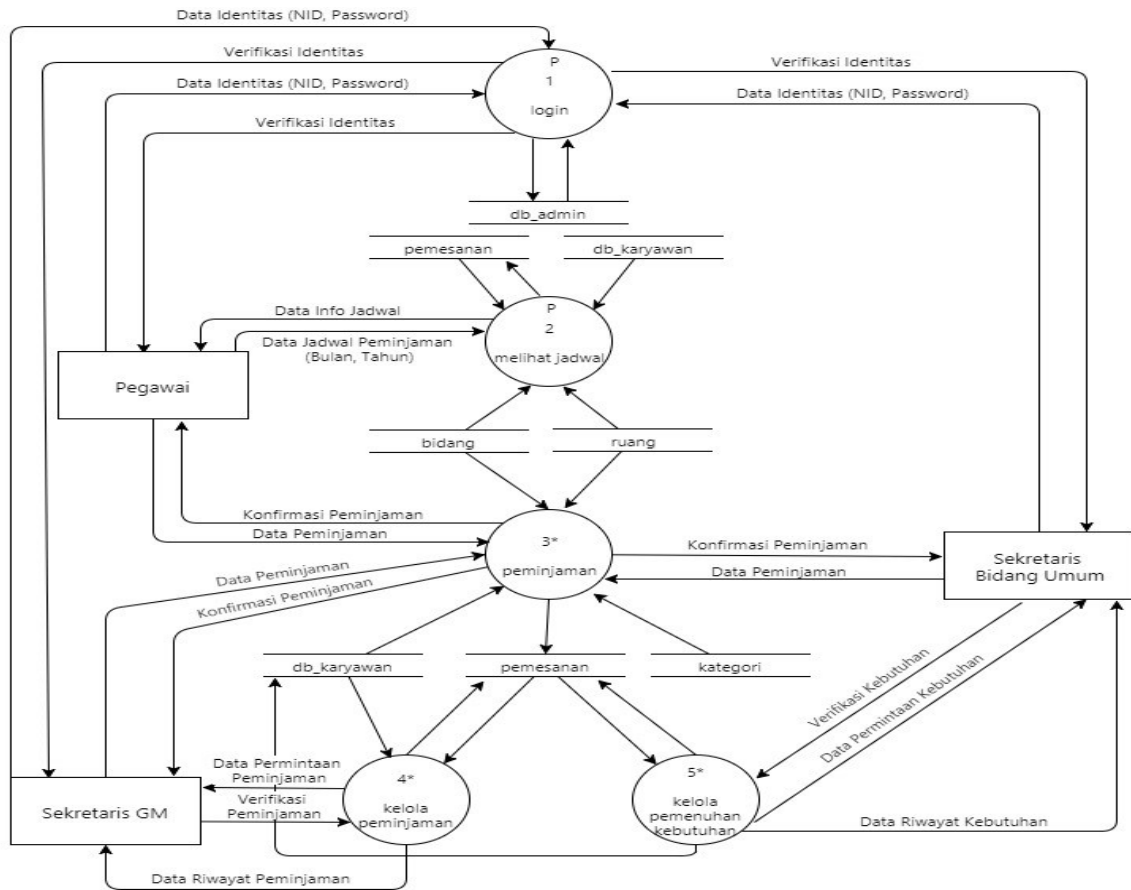 Data Identitas (NID, Password)
Verifikasi Identitas
Data Identitas (NID, Password)
Verifikasi Identitas
P
1
login
Verifikasi Identitas
Data Identitas (NID, Password)
db_admin
pemesanan
db_karyawan
P
2
melihat jadwal
Data Info Jadwal
Data Jadwal Peminjaman
(Bulan, Tahun)
Pegawai
bidang
ruang
Konfirmasi Peminjaman
Data Peminjaman
3*
peminjaman
Konfirmasi Peminjaman
Data Peminjaman
Sekretaris
Bidang Umum
Data Peminjaman
Konfirmasi Peminjaman
db_karyawan
pemesanan
kategori
Verifikasi Kebutuhan
Data Permintaan Kebutuhan
Data Permintaan
Peminjaman
Verifikasi
Peminjaman
Sekretaris GM
4*
kelola
peminjaman
5*
kelola
pemenuhan
kebutuhan
Data Riwayat Kebutuhan
Data Riwayat Peminjaman